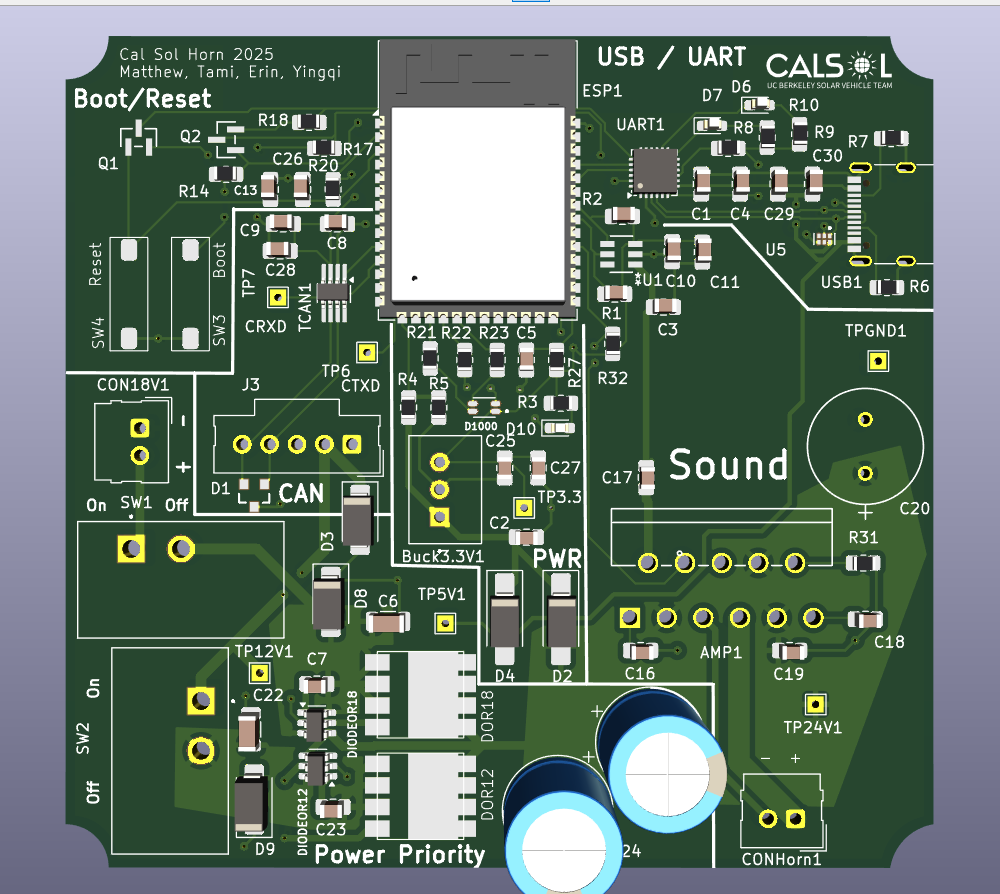 Cal Sol Horn 2025
Matthew, Tami, Erin, Yingqi
USB / UART
CALSOL
UC BERKELEY SOLAR VEHICLE TEAM
Boot/Reset
ESP1
D7
D6
R10
R18
Q2
UART1
R8
R9
R7
Q1
R17
C26
R20
C30
R14
C13
R2
C1
C4
C29
C9
C8
U5
C28
Reset
Boot
TP7
TCAN1
U1
C10
C11
USB1
R6
SW4
SW3
CRXD
R1
C3
R21
R22
R23
C5
TPGND1
TP6
CTXD
R27
R32
CON18V1
J3
R4
R5
R3
-
D1000
D10
+
C25
C27
Sound
C17
D1
CAN
TP3.3
On
SW1
Off
C2
C20
+
D3
Buck3.3V1
PWR
R31
D8
C6
TP5V1
C18
TP12V1
C7
D4
D2
C16
AMP1
C19
On
C22
SW2
DIODEOR18
DOR18
+
TP24V1
+
- +
Off
DIODEOR12
DOR12
C23
D9
Power Priority
24
CONHorn1